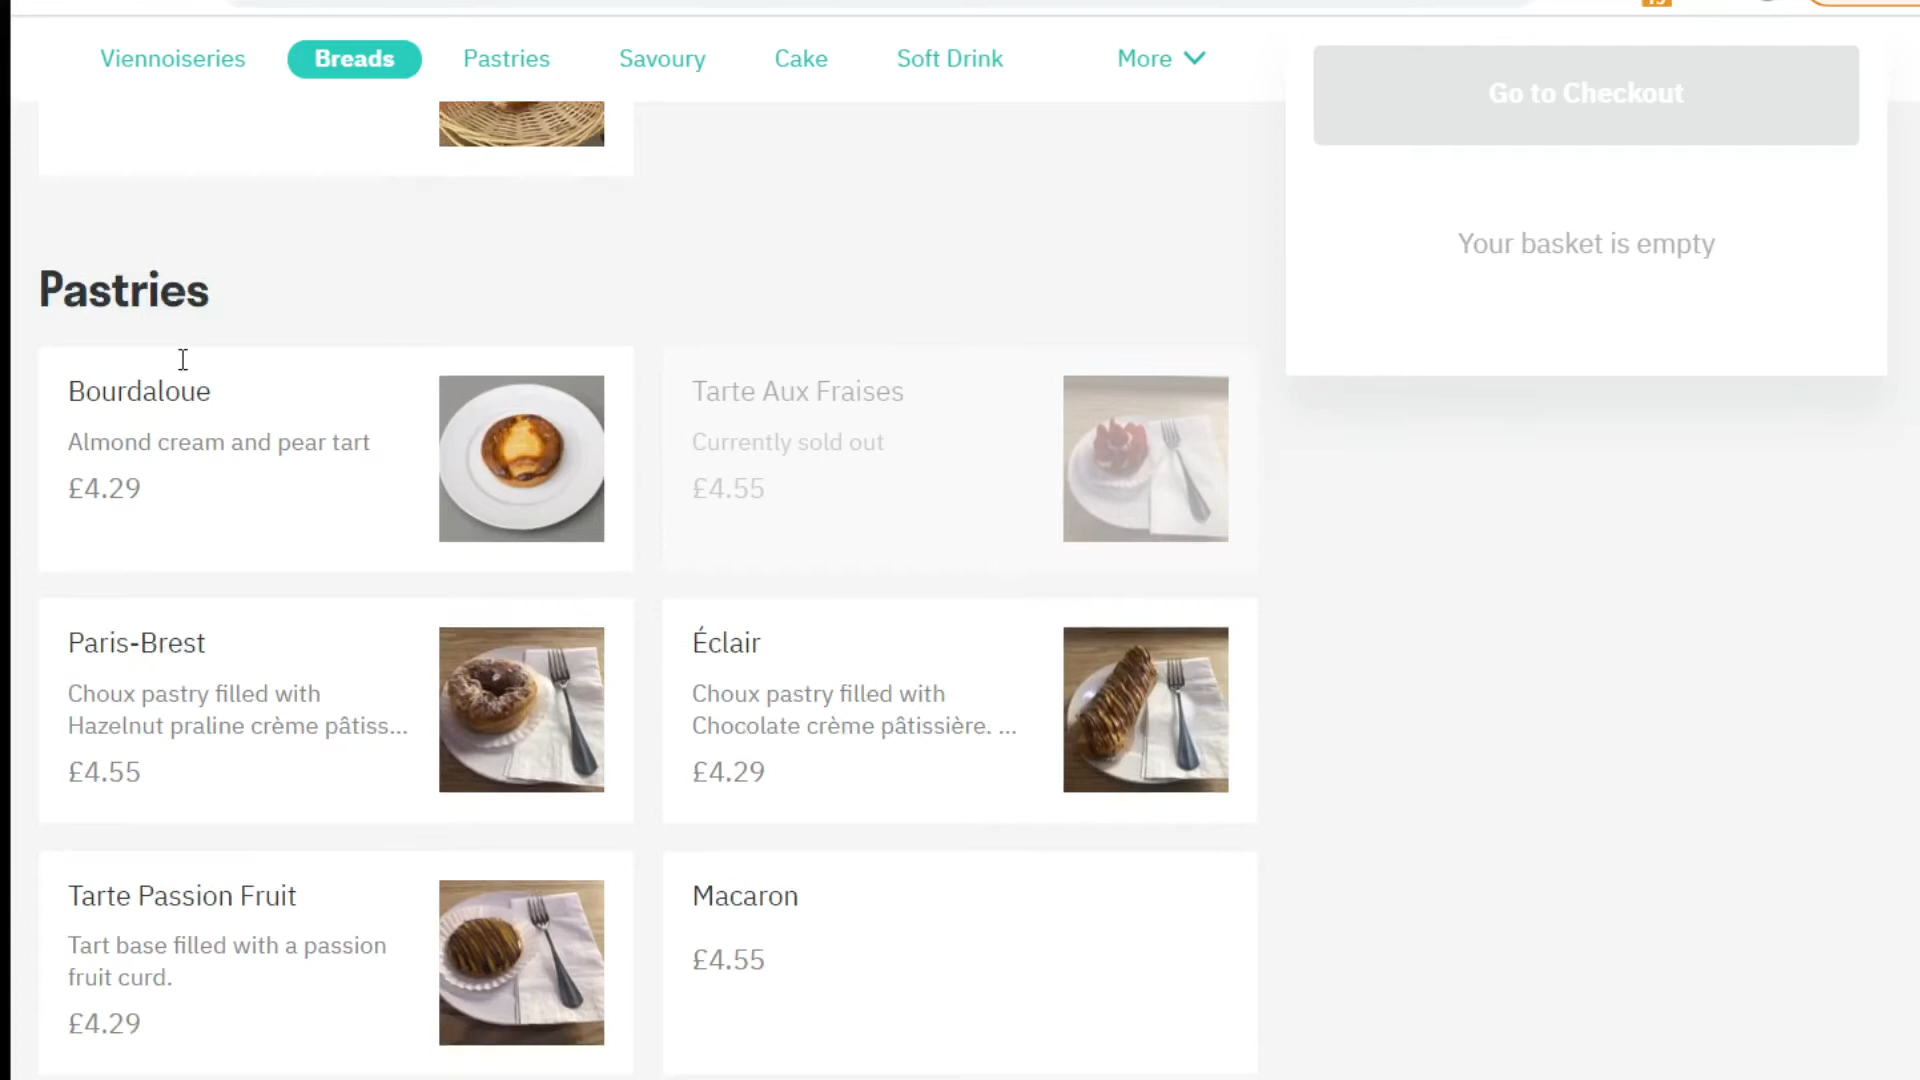 Viennoiseries
Breads
Pastries
Savoury
Cake
Soft Drink
More
Go to Checkout
Your basket is empty
Pastries
Bourdaloue
Almond cream and pear tart
£4.29
Tarte Aux Fraises
Currently sold out
£4.55
Paris-Brest
Choux pastry filled with
Hazelnut praline crème pâtiss...
£4.55
Éclair
Choux pastry filled with
Chocolate crème pâtissière. ...
£4.29
Tarte Passion Fruit
Tart base filled with a passion
fruit curd.
£4.29
Macaron
£4.55